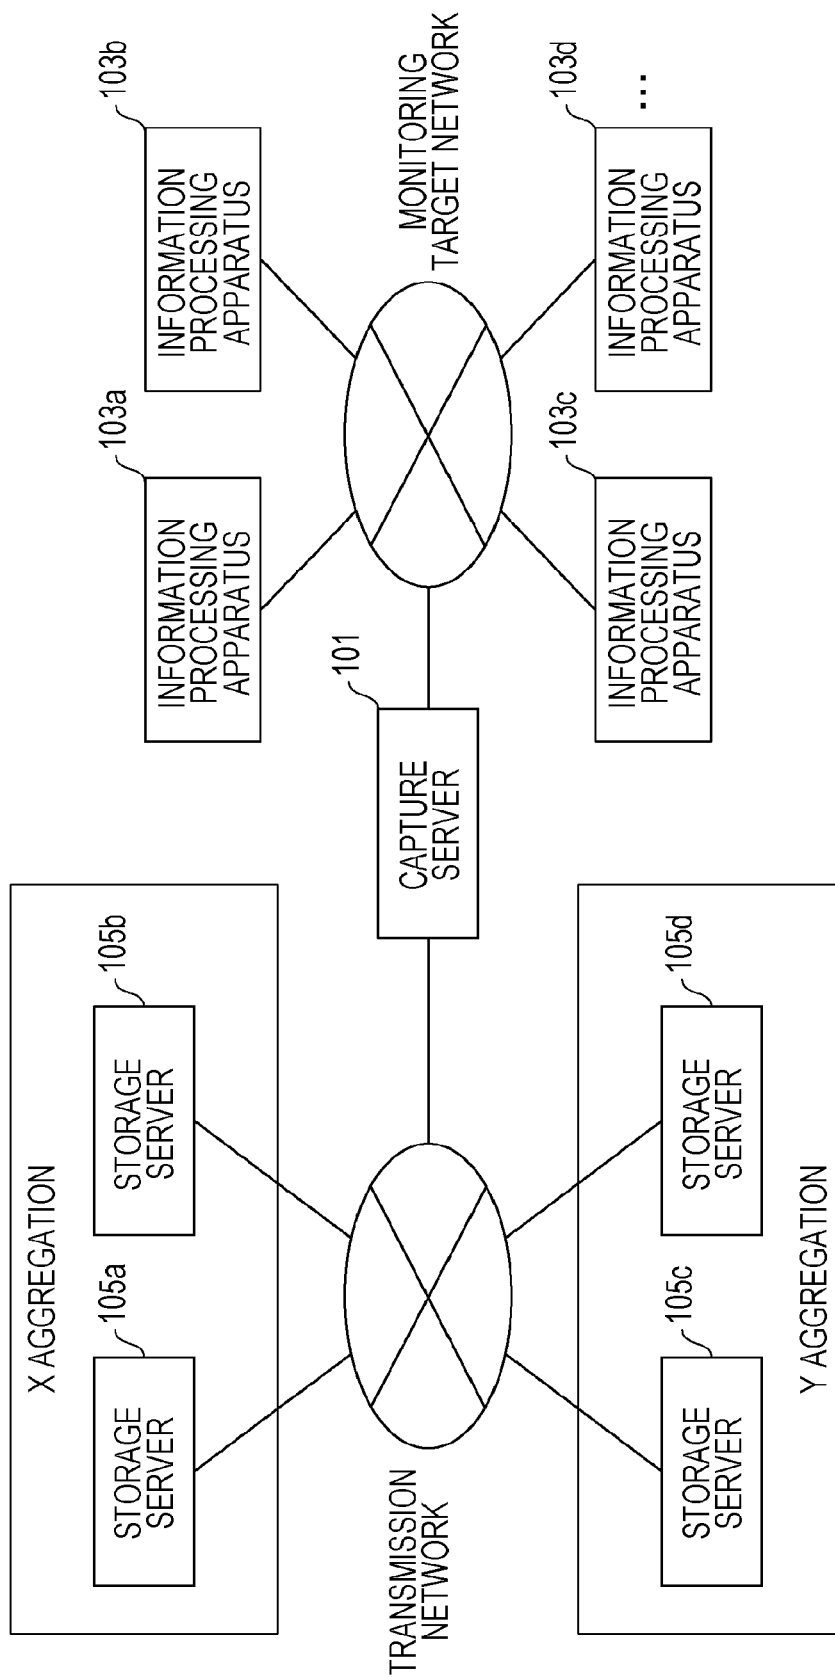 X AGGREGATION
105a
STORAGE
SERVER
105b
STORAGE
SERVER
103a
INFORMATION
PROCESSING
APPARATUS
103b
INFORMATION
PROCESSING
APPARATUS
TRANSMISSION
NETWORK
101
CAPTURE
SERVER
MONITORING
TARGET NETWORK
105c
STORAGE
SERVER
105d
STORAGE
SERVER
Y AGGREGATION
103c
INFORMATION
PROCESSING
APPARATUS
103d
INFORMATION
PROCESSING
APPARATUS
...